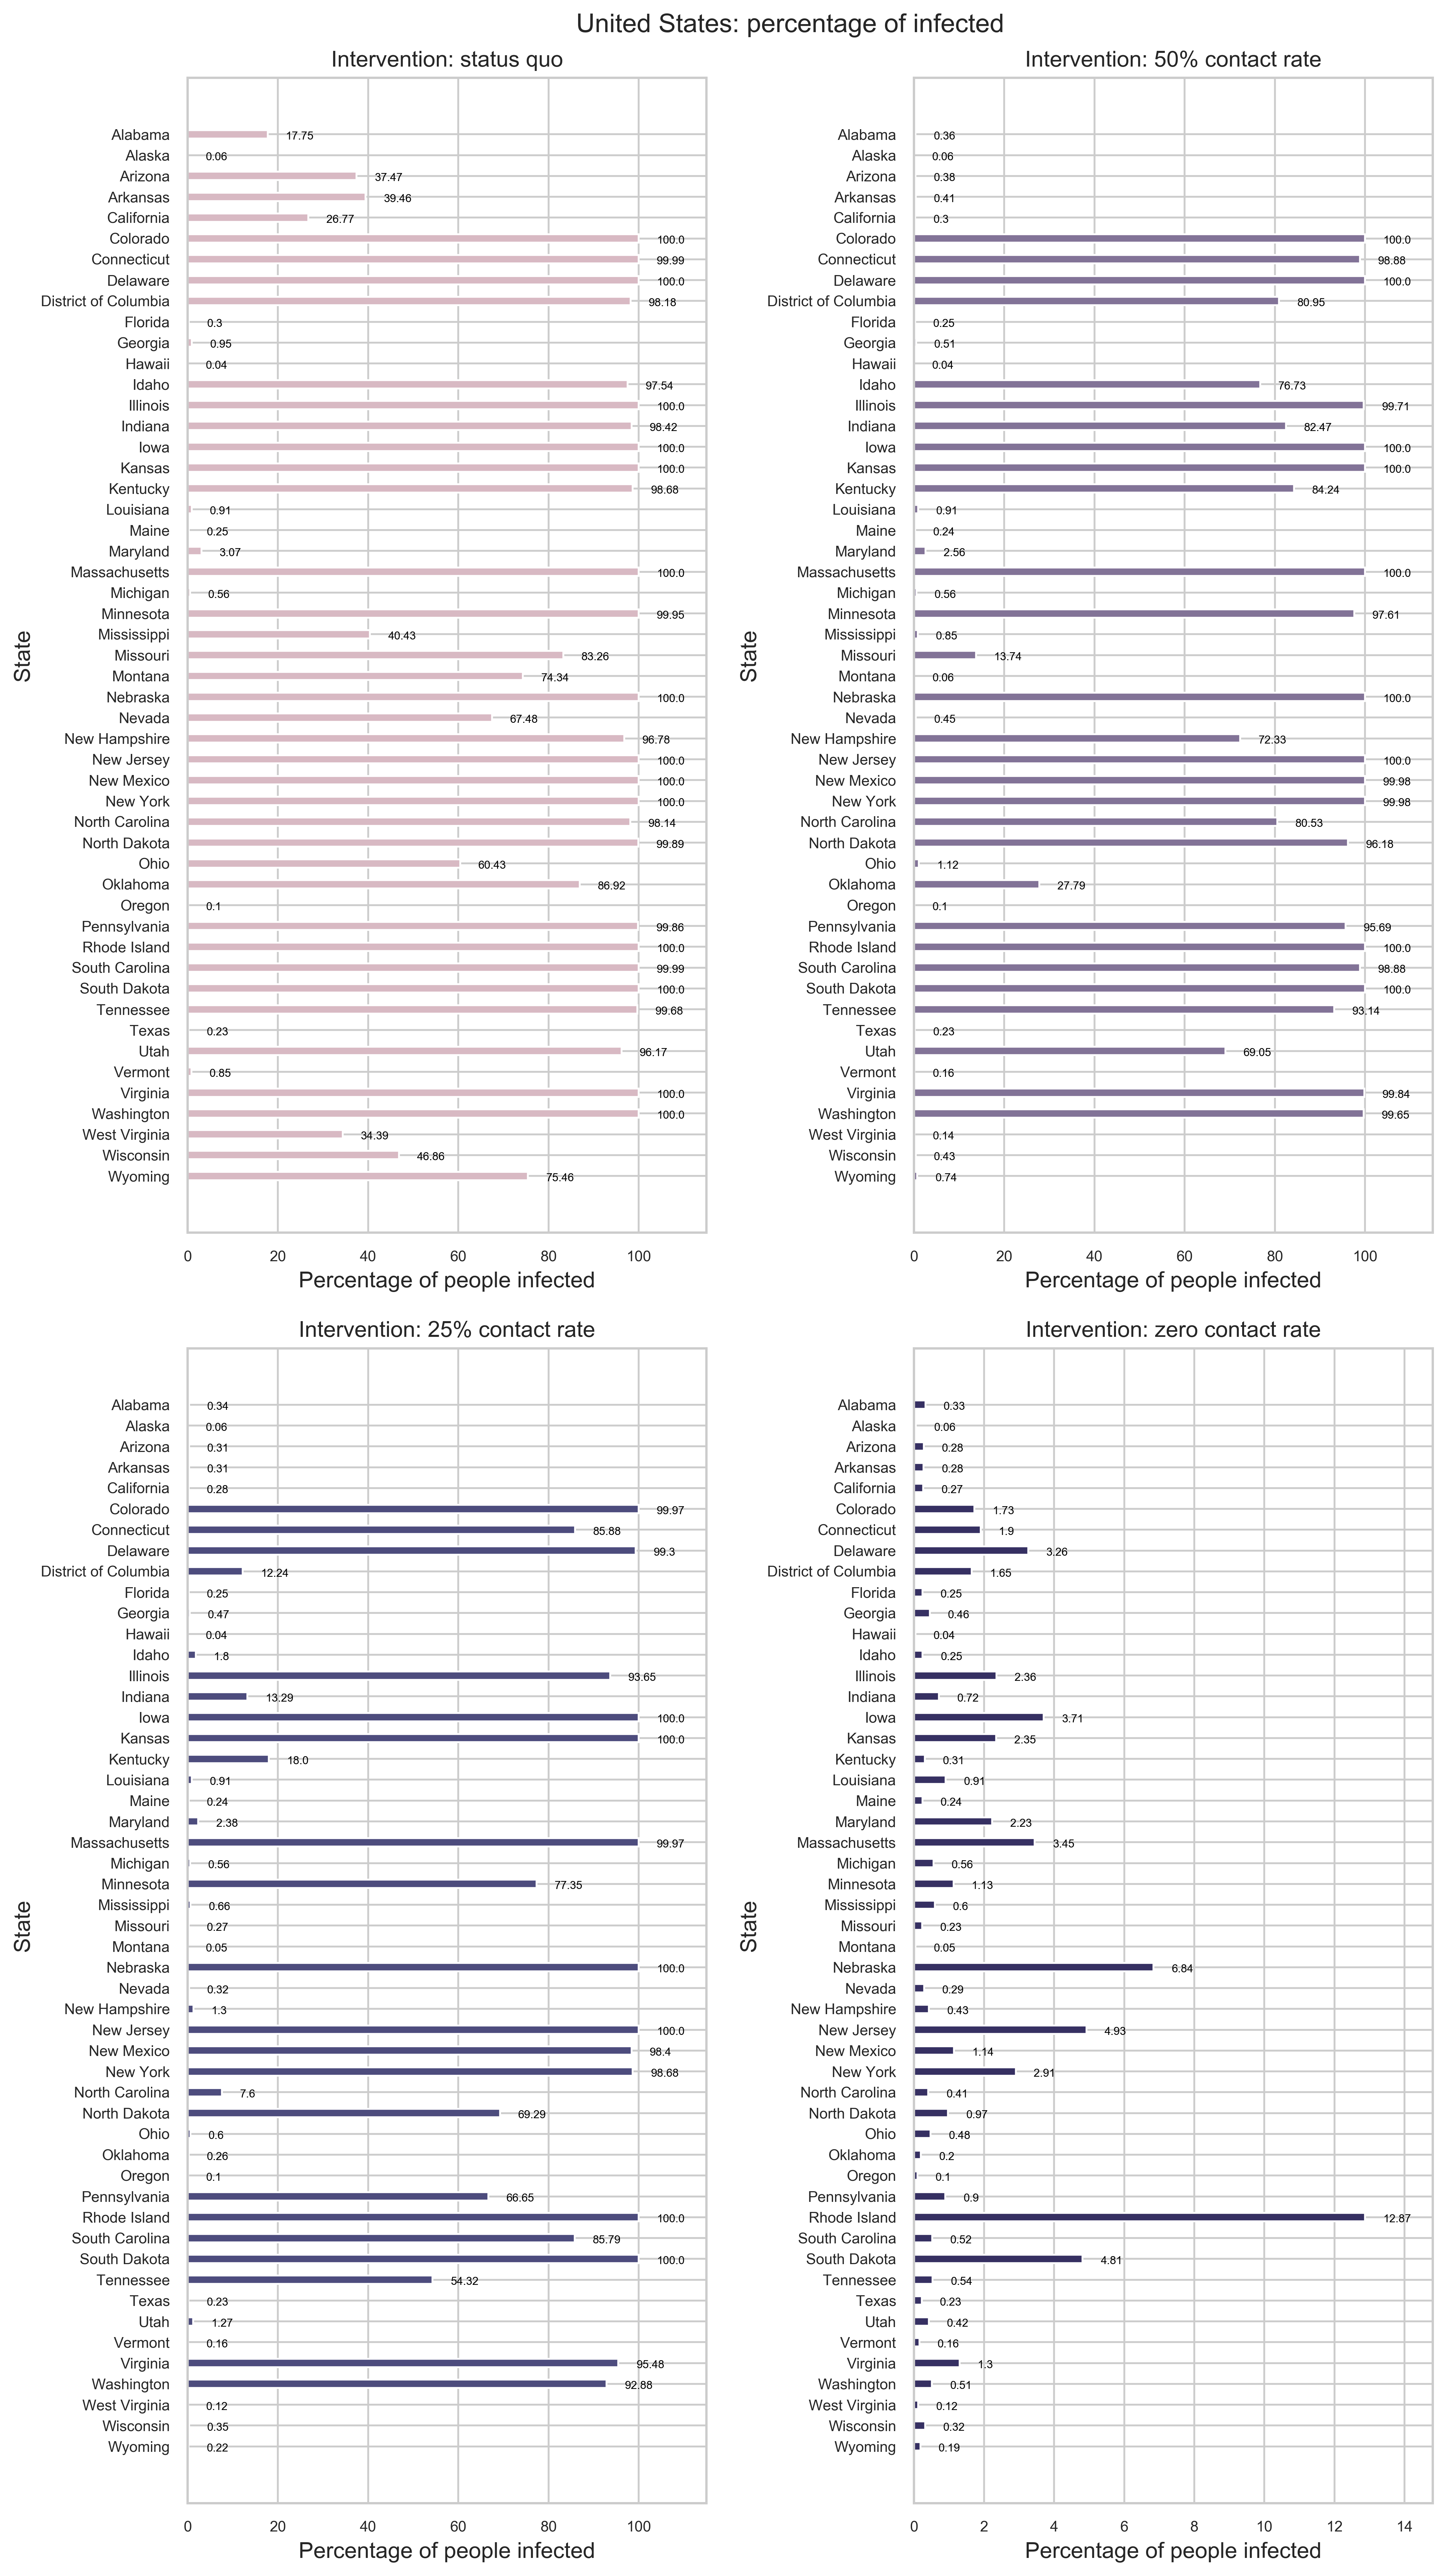 United States: percentage of infected
Intervention: status quo
Alabama 17.75
Alaska 0.06
Arizona 37.47
Arkansas 39.46
California 26.77
Colorado 100.0
Connecticut 99.99
Delaware 100.0
District of Columbia 98.18
Florida 0.3
Georgia 0.95
Hawaii 0.04
Idaho 97.54
Illinois 100.0
Indiana 98.42
Iowa 100.0
Kansas 100.0
Kentucky 98.68
Louisiana 0.91
Maine 0.25
Maryland 3.07
Massachusetts 100.0
Michigan 0.56
Minnesota 99.95
Mississippi 40.43
Missouri 83.26
Montana 74.34
Nebraska 100.0
Nevada 67.48
New Hampshire 96.78
New Jersey 100.0
New Mexico 100.0
New York 100.0
North Carolina 98.14
North Dakota 99.89
Ohio 60.43
Oklahoma 86.92
Oregon 0.1
Pennsylvania 99.86
Rhode Island 100.0
South Carolina 99.99
South Dakota 100.0
Tennessee 99.68
Texas 0.23
Utah 96.17
Vermont 0.85
Virginia 100.0
Washington 100.0
West Virginia 34.39
Wisconsin 46.86
Wyoming 75.46
State
0 20 40 60 80 100
Percentage of people infected
Intervention: 50% contact rate
Alabama 0.36
Alaska 0.06
Arizona 0.38
Arkansas 0.41
California 0.3
Colorado 100.0
Connecticut 98.88
Delaware 100.0
District of Columbia 80.95
Florida 0.25
Georgia 0.51
Hawaii 0.04
Idaho 76.73
Illinois 99.71
Indiana 82.47
Iowa 100.0
Kansas 100.0
Kentucky 84.24
Louisiana 0.91
Maine 0.24
Maryland 2.56
Massachusetts 100.0
Michigan 0.56
Minnesota 97.61
Mississippi 0.85
Missouri 13.74
Montana 0.06
Nebraska 100.0
Nevada 0.45
New Hampshire 72.33
New Jersey 100.0
New Mexico 99.98
New York 99.98
North Carolina 80.53
North Dakota 96.18
Ohio 1.12
Oklahoma 27.79
Oregon 0.1
Pennsylvania 95.69
Rhode Island 100.0
South Carolina 98.88
South Dakota 100.0
Tennessee 93.14
Texas 0.23
Utah 69.05
Vermont 0.16
Virginia 99.84
Washington 99.65
West Virginia 0.14
Wisconsin 0.43
Wyoming 0.74
State
0 20 40 60 80 100
Percentage of people infected
Intervention: 25% contact rate
Alabama 0.34
Alaska 0.06
Arizona 0.31
Arkansas 0.31
California 0.28
Colorado 99.97
Connecticut 85.88
Delaware 99.3
District of Columbia 12.24
Florida 0.25
Georgia 0.47
Hawaii 0.04
Idaho 1.8
Illinois 93.65
Indiana 13.29
Iowa 100.0
Kansas 100.0
Kentucky 18.0
Louisiana 0.91
Maine 0.24
Maryland 2.38
Massachusetts 99.97
Michigan 0.56
Minnesota 77.35
Mississippi 0.66
Missouri 0.27
Montana 0.05
Nebraska 100.0
Nevada 0.32
New Hampshire 1.3
New Jersey 100.0
New Mexico 98.4
New York 98.68
North Carolina 7.6
North Dakota 69.29
Ohio 0.6
Oklahoma 0.26
Oregon 0.1
Pennsylvania 66.65
Rhode Island 100.0
South Carolina 85.79
South Dakota 100.0
Tennessee 54.32
Texas 0.23
Utah 1.27
Vermont 0.16
Virginia 95.48
Washington 92.88
West Virginia 0.12
Wisconsin 0.35
Wyoming 0.22
State
0 20 40 60 80 100
Percentage of people infected
Intervention: zero contact rate
Alabama 0.33
Alaska 0.06
Arizona 0.28
Arkansas 0.28
California 0.27
Colorado 1.73
Connecticut 1.9
Delaware 3.26
District of Columbia 1.65
Florida 0.25
Georgia 0.46
Hawaii 0.04
Idaho 0.25
Illinois 2.36
Indiana 0.72
Iowa 3.71
Kansas 2.35
Kentucky 0.31
Louisiana 0.91
Maine 0.24
Maryland 2.23
Massachusetts 3.45
Michigan 0.56
Minnesota 1.13
Mississippi 0.6
Missouri 0.23
Montana 0.05
Nebraska 6.84
Nevada 0.29
New Hampshire 0.43
New Jersey 4.93
New Mexico 1.14
New York 2.91
North Carolina 0.41
North Dakota 0.97
Ohio 0.48
Oklahoma 0.2
Oregon 0.1
Pennsylvania 0.9
Rhode Island 12.87
South Carolina 0.52
South Dakota 4.81
Tennessee 0.54
Texas 0.23
Utah 0.42
Vermont 0.16
Virginia 1.3
Washington 0.51
West Virginia 0.12
Wisconsin 0.32
Wyoming 0.19
State
0 2 4 6 8 10 12 14
Percentage of people infected